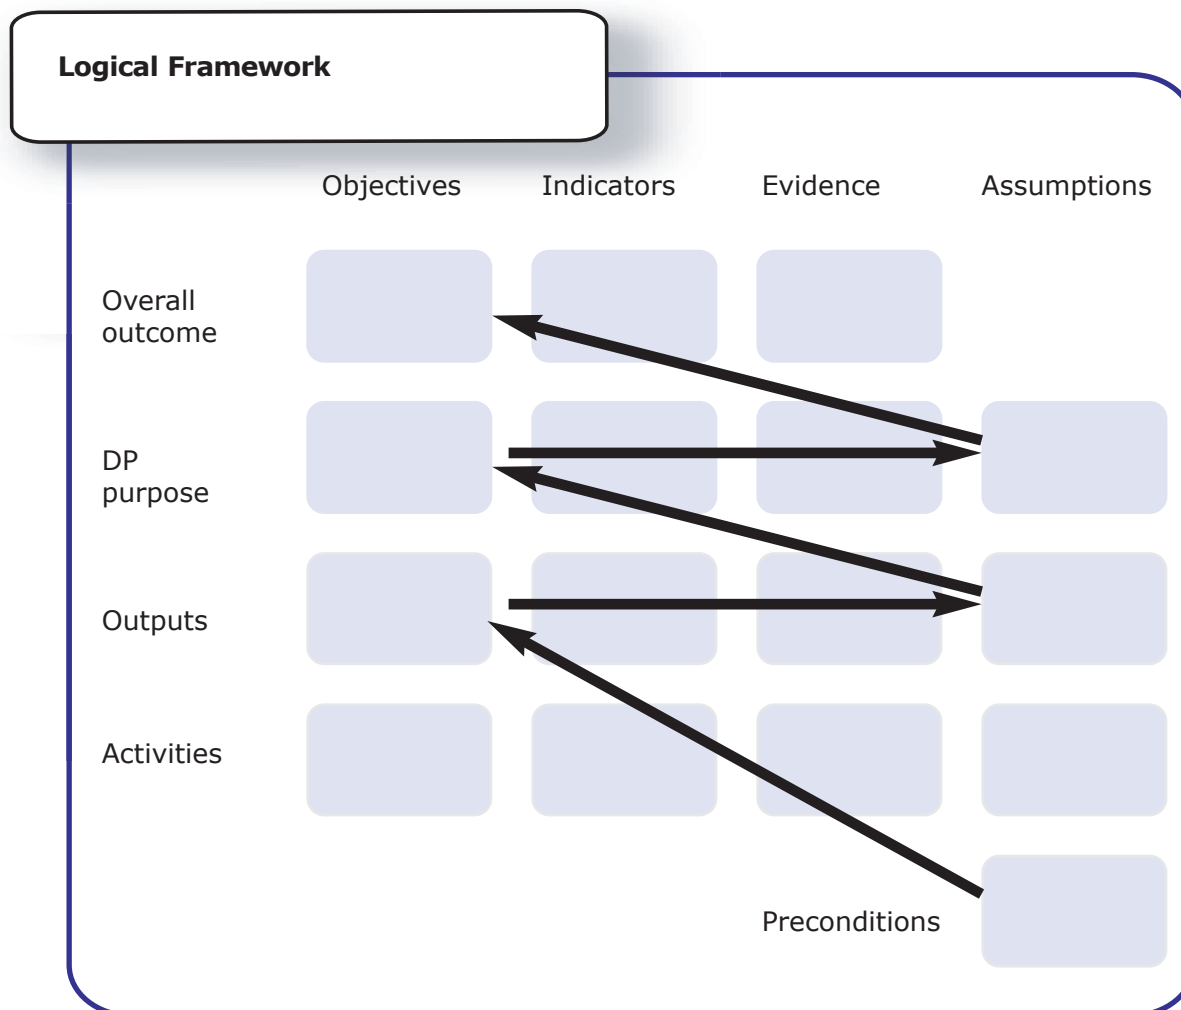 Logical Framework
Objectives Indicators Evidence Assumptions
Overall
outcome
DP
purpose
Outputs
Activities
Preconditions